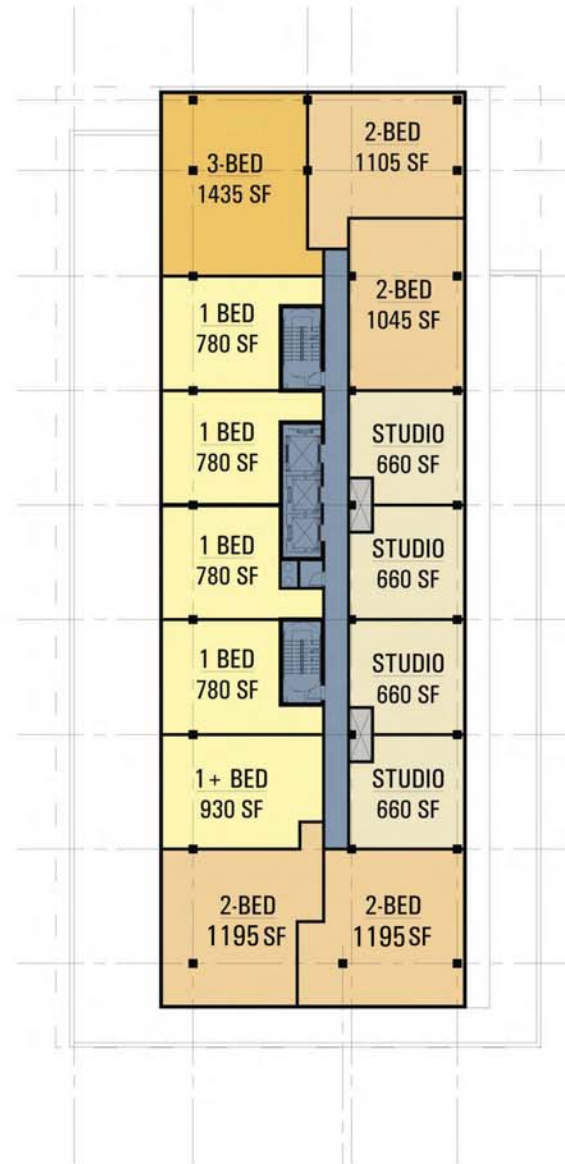 3-BED
1435 SF
2-BED
1105 SF
2-BED
1045 SF
1 BED
780 SF
1 BED
780 SF
STUDIO
660 SF
1 BED
780 SF
STUDIO
660 SF
1 BED
780 SF
STUDIO
660 SF
1+ BED
930 SF
STUDIO
660 SF
2-BED
1195 SF
2-BED
1195 SF